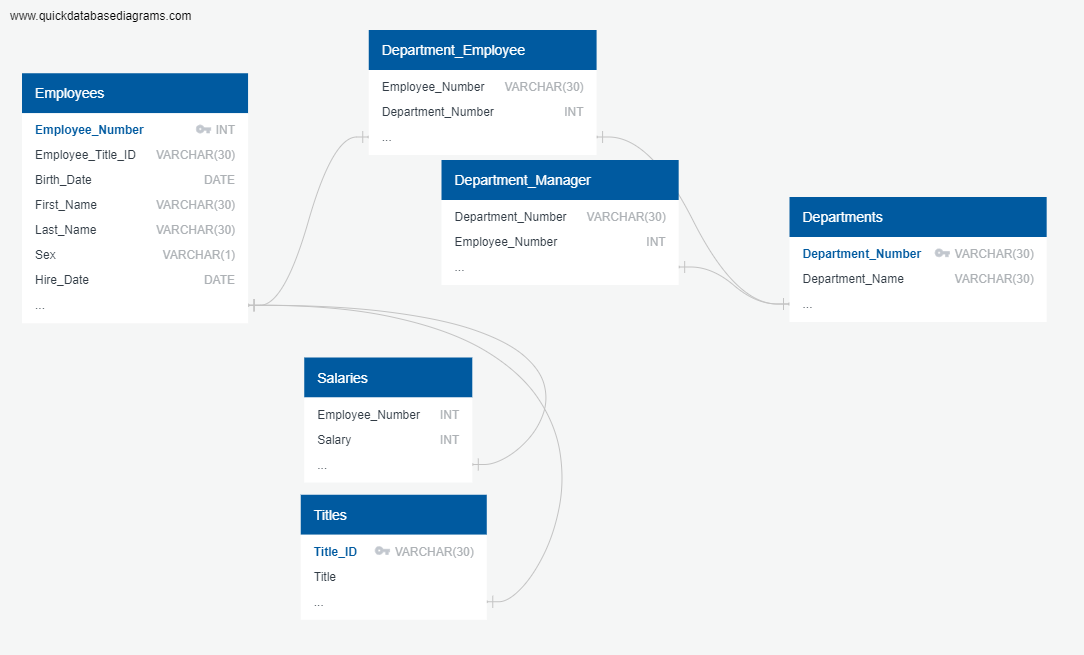 www.quickdatabasediagrams.com
Employees
Employee_Number INT
Employee_Title_ID VARCHAR(30)
Birth_Date DATE
First_Name VARCHAR(30)
Last_Name VARCHAR(30)
Sex VARCHAR(1)
Hire_Date DATE
...
Department_Employee
Employee_Number VARCHAR(30)
Department_Number INT
...
Department_Manager
Department_Number VARCHAR(30)
Employee_Number INT
...
Departments
Department_Number VARCHAR(30)
Department_Name VARCHAR(30)
...
Salaries
Employee_Number INT
Salary INT
...
Titles
Title_ID VARCHAR(30)
Title
...